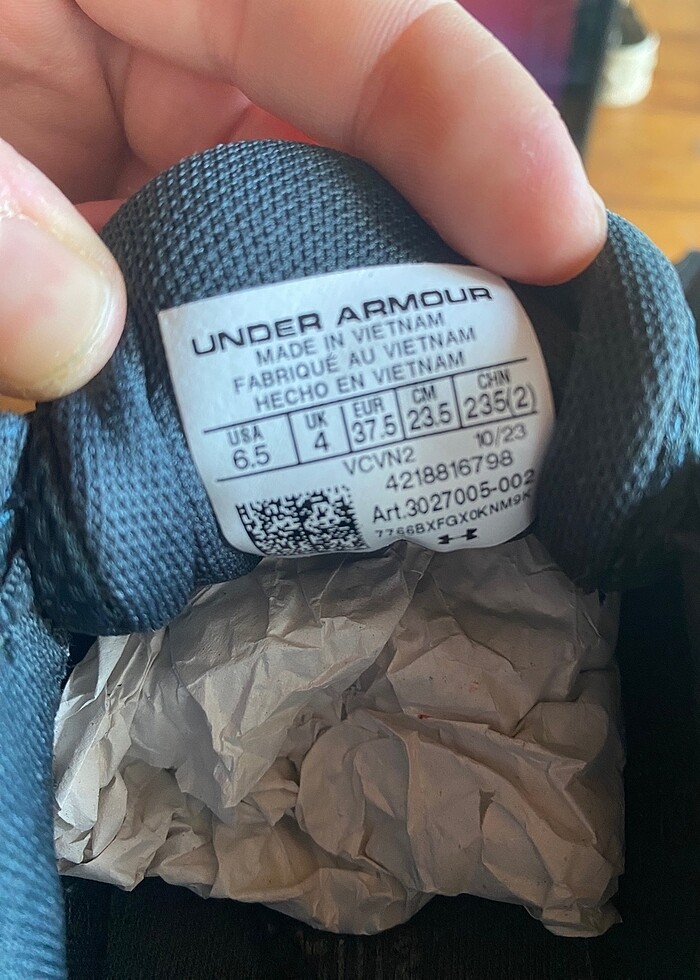 UNDER ARMOUR
MADE IN VIETNAM
FABRIQUÉ AU VIETNAM
HECHO EN VIETNAM
USA UK EUR CM CHN
6.5 4 37.5 23.5 235(2)
VCVN2 10/23
4218816798
Art.3027005-002
7766BXFGX0KNM9K